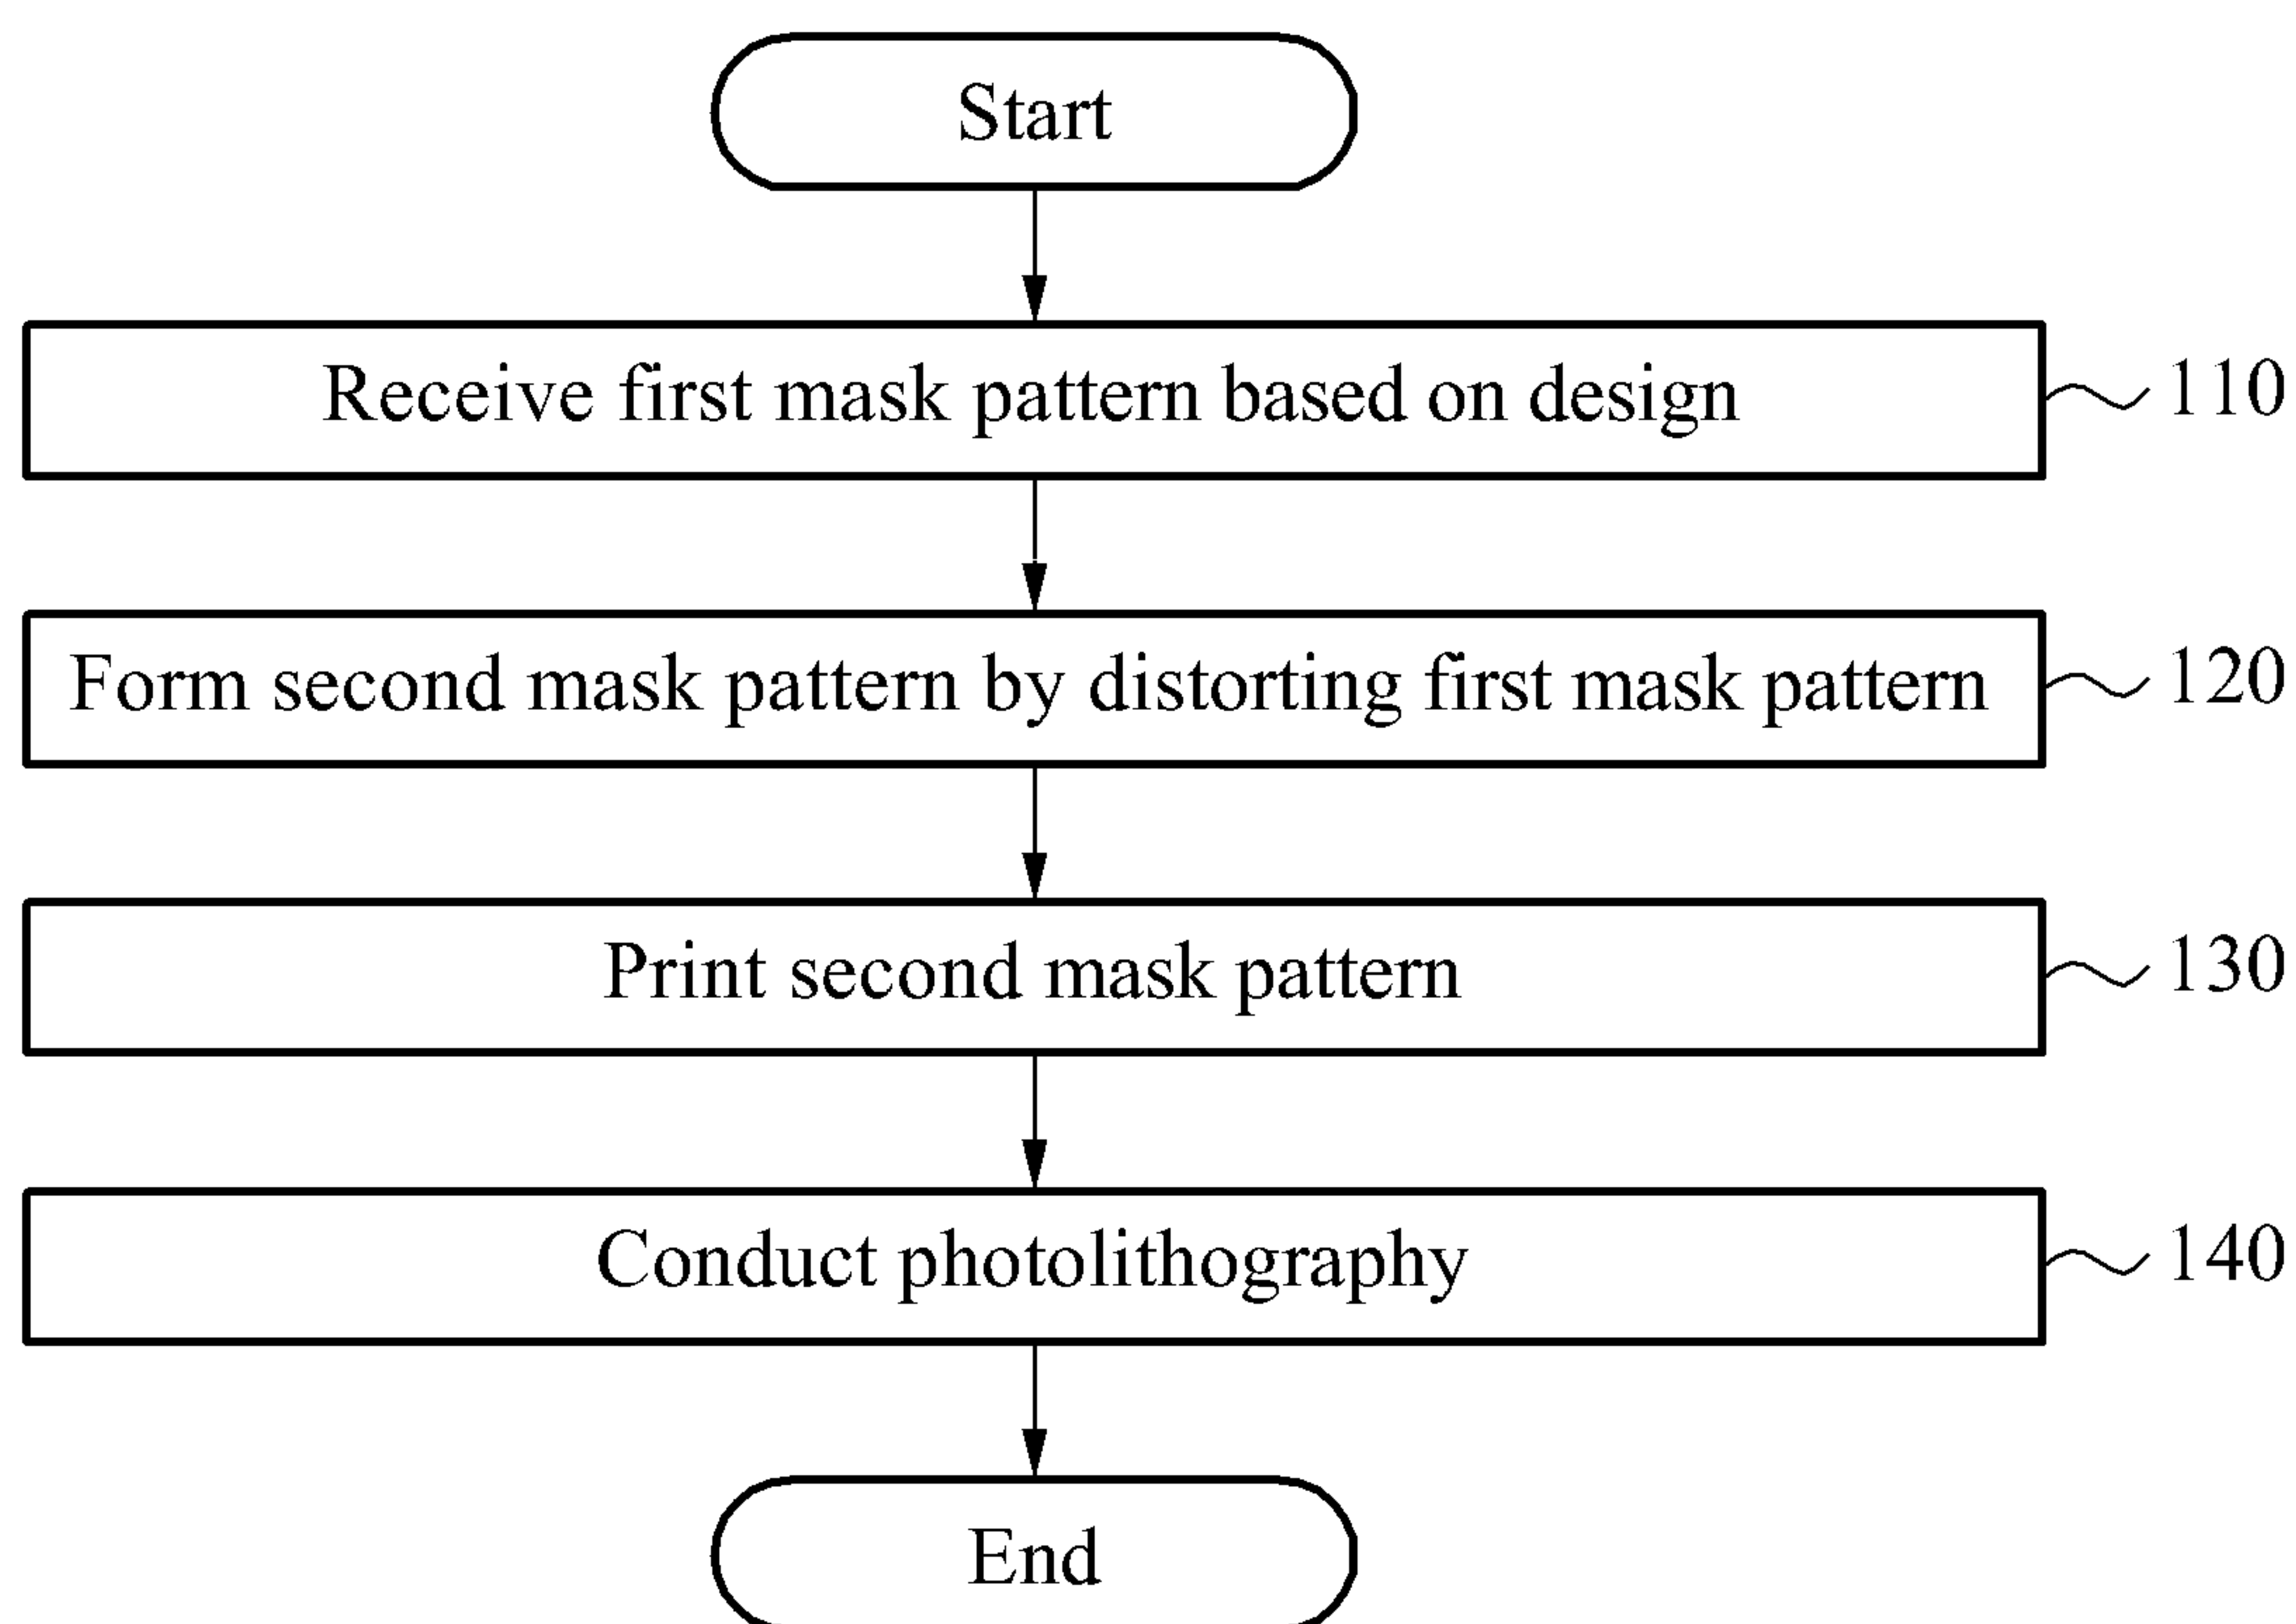 Start
Receive first mask pattern based on design 110
Form second mask pattern by distorting first mask pattern 120
Print second mask pattern 130
Conduct photolithography 140
End